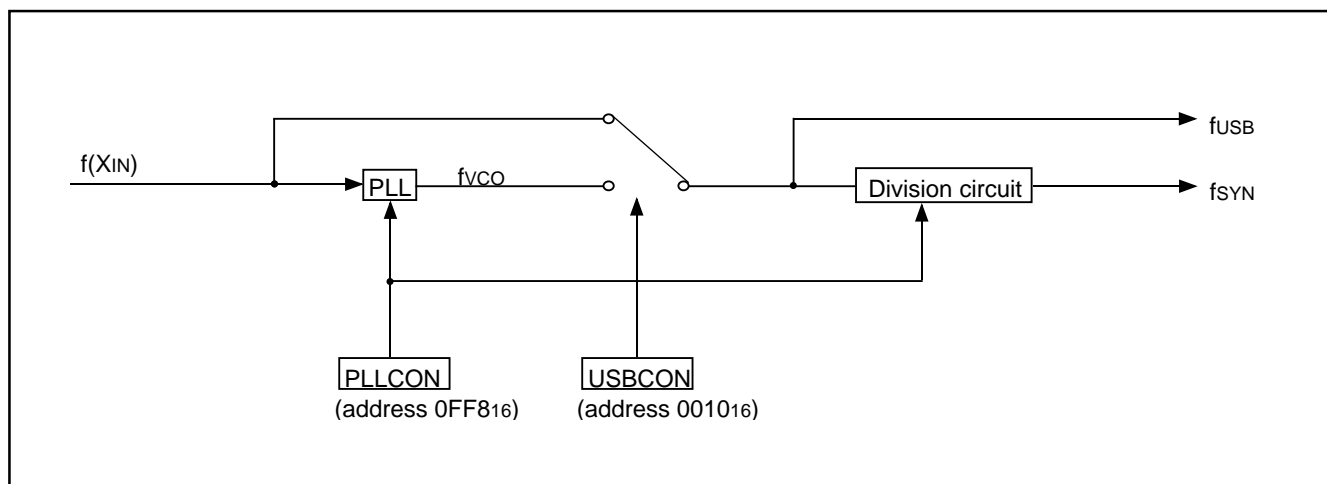 fUSB
f(XIN)
PLL
fVCO
Division circuit
fSYN
PLLCON
USBCON
(address 0FF816)
(address 001016)